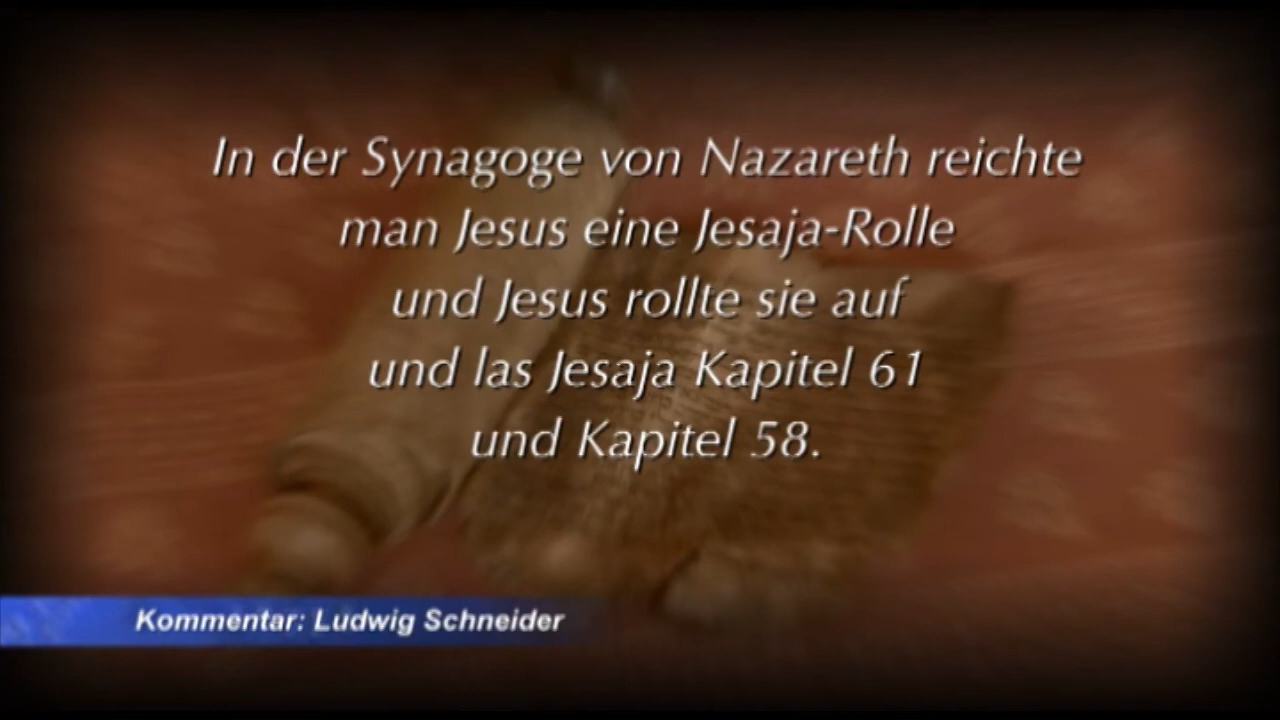 In der Synagoge von Nazareth reichte
man Jesus eine Jesaja-Rolle
und Jesus rollte sie auf
und las Jesaja Kapitel 61
und Kapitel 58.
Kommentar: Ludwig Schneider